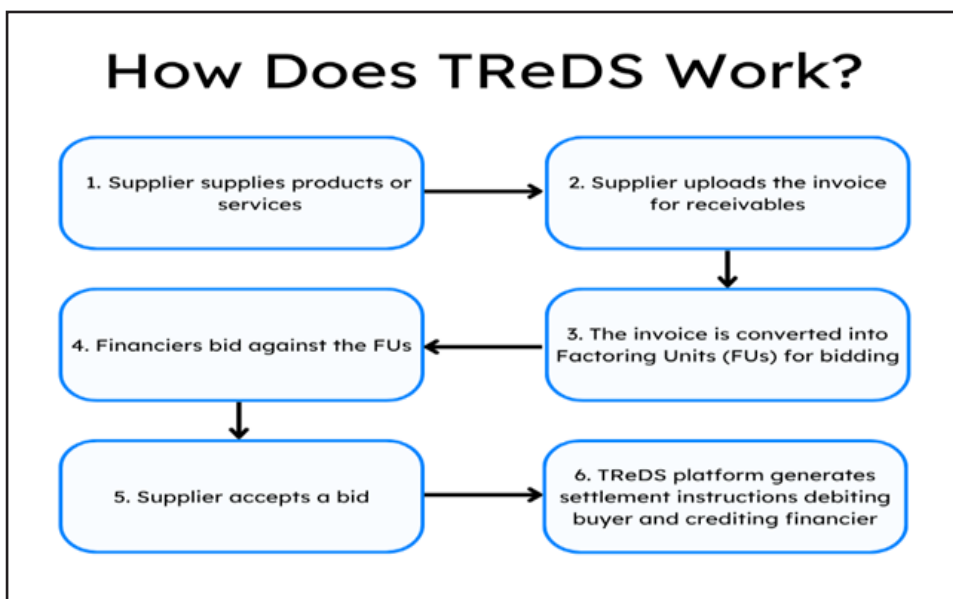 How Does TReDS Work?
1. Supplier supplies products or
services
2. Supplier uploads the invoice
for receivables
3. The invoice is converted into
Factoring Units (FUs) for bidding
4. Financiers bid against the FUs
5. Supplier accepts a bid
6. TReDS platform generates
settlement instructions debiting
buyer and crediting financier